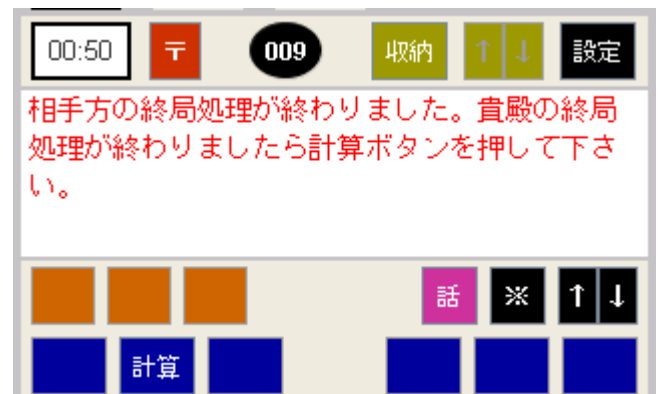 00:50 〒 009 収納 ↑ ↓ 設定
相手方の終局処理が終わりました。貴殿の終局
処理が終わりましたら計算ボタンを押して下さ
い。
話 ※ ↑ ↓
計算